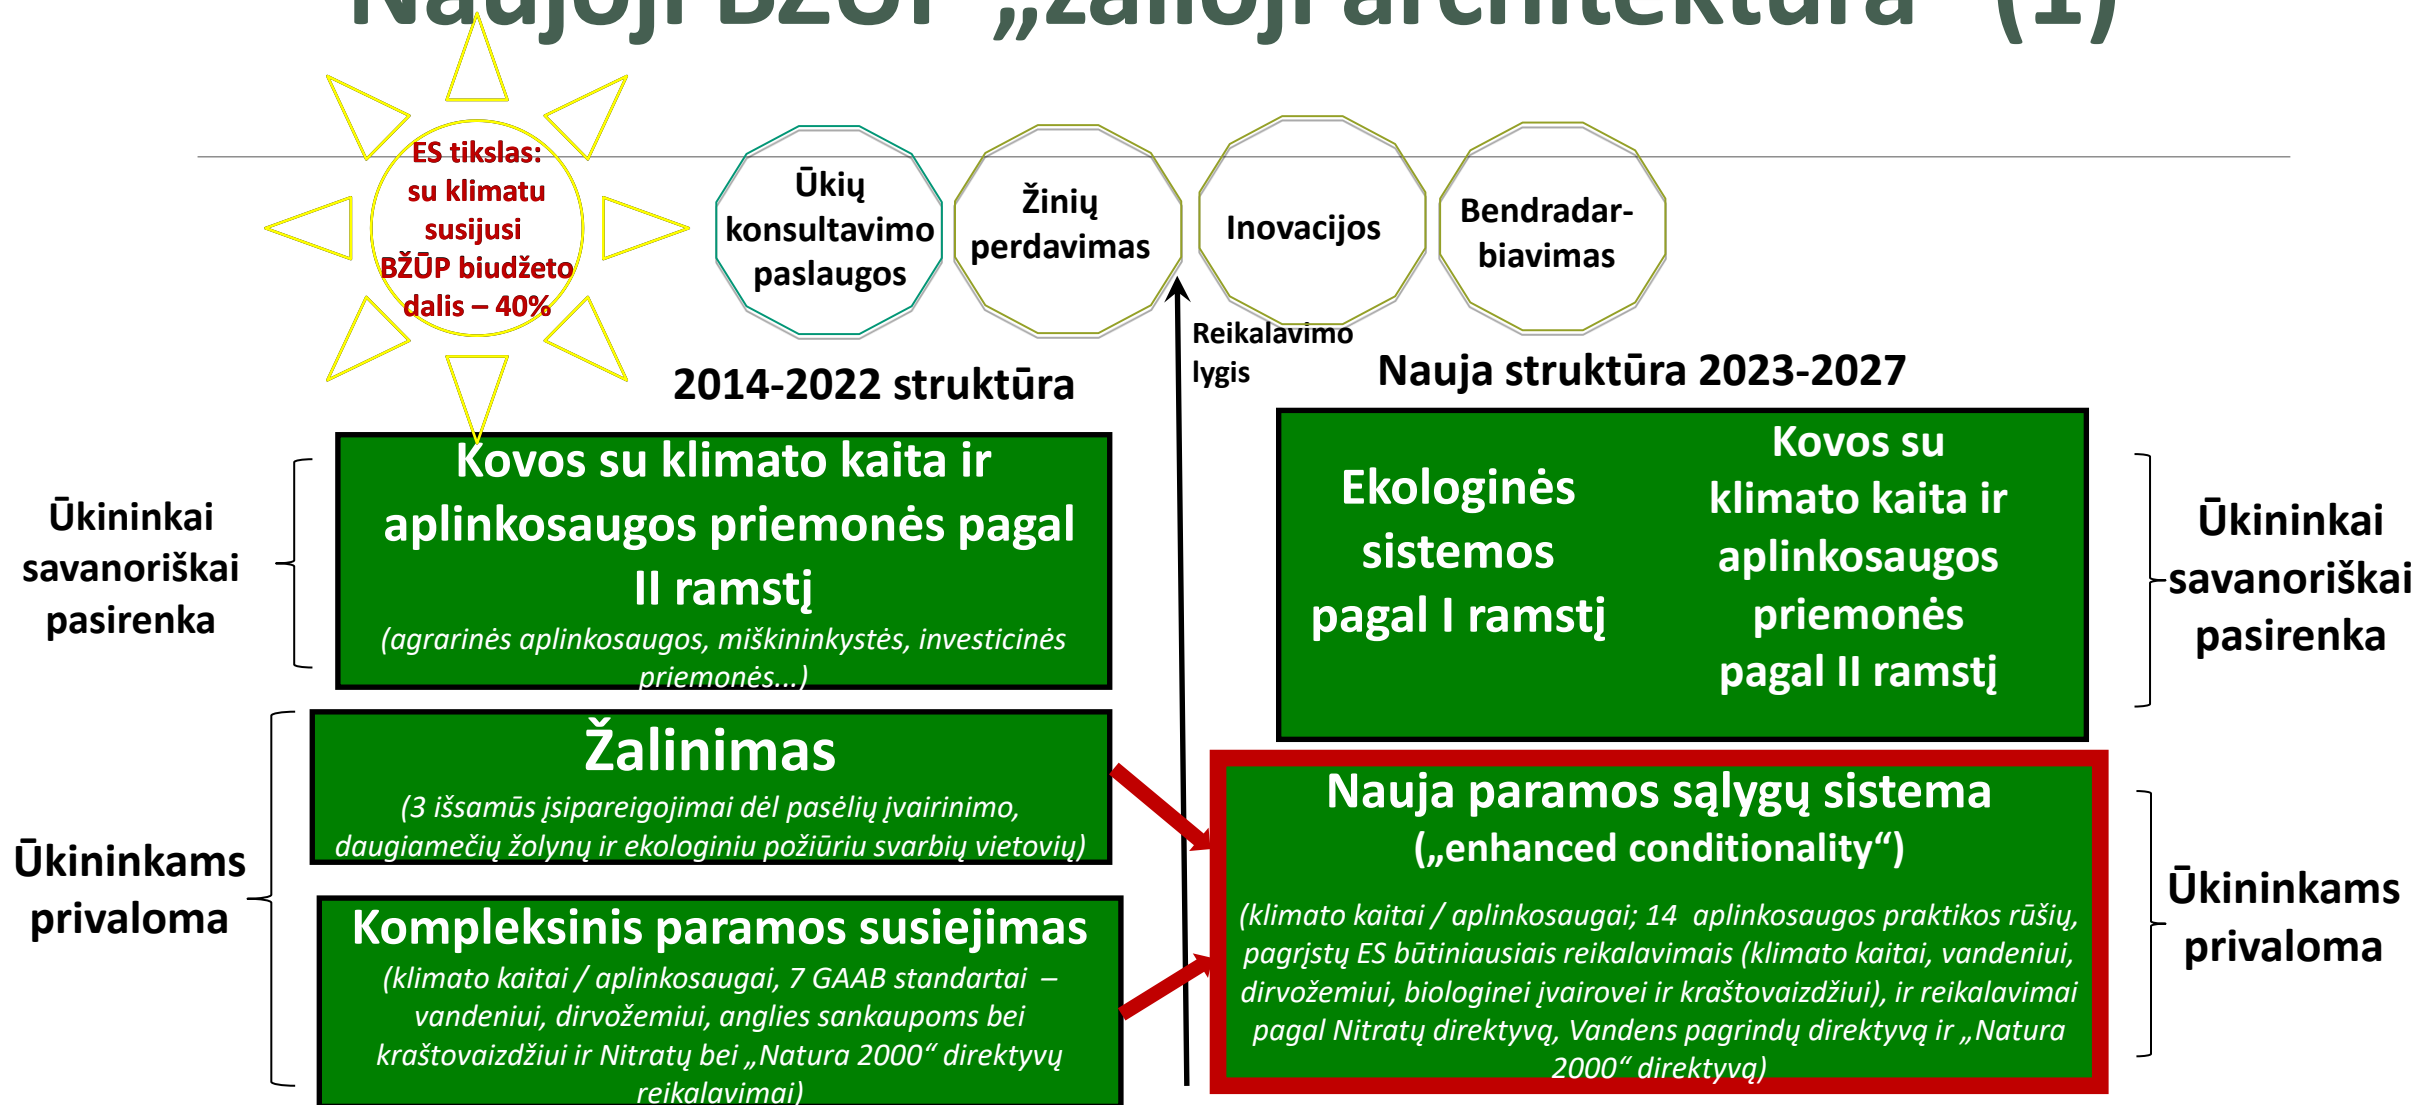 Naujoji BŽŪP „žalioji architektūra“ (1)
ES tikslas:
su klimatu
susijusi
BŽŪP biudžeto
dalis – 40%
Ūkių
konsultavimo
paslaugos
Žinių
perdavimas
Inovacijos
Bendradar-
biavimas
Reikalavimo
lygis
2014-2022 struktūra
Nauja struktūra 2023-2027
Ūkininkai
savanoriškai
pasirenka
Kovos su klimato kaita ir
aplinkosaugos priemonės pagal
II ramstį
(agrarinės aplinkosaugos, miškininkystės, investicinės
priemonės...)
Ekologinės
sistemos
pagal I ramstį
Kovos su
klimato kaita ir
aplinkosaugos
priemonės
pagal II ramstį
Ūkininkai
savanoriškai
pasirenka
Ūkininkams
privaloma
Žalinimas
(3 išsamūs įsipareigojimai dėl pasėlių įvairinimo,
daugiamečių žolynų ir ekologiniu požiūriu svarbių vietovių)
Kompleksinis paramos susiejimas
(klimato kaitai / aplinkosaugai, 7 GAAB standartai –
vandeniui, dirvožemiui, anglies sankaupoms bei
kraštovaizdžiui ir Nitratų bei „Natura 2000“ direktyvų
reikalavimai)
Nauja paramos sąlygų sistema
(„enhanced conditionality“)
(klimato kaitai / aplinkosaugai; 14 aplinkosaugos praktikos rūšių,
pagrįstų ES būtiniausiais reikalavimais (klimato kaitai, vandeniui,
dirvožemiui, biologinei įvairovei ir kraštovaizdžiui), ir reikalavimai
pagal Nitratų direktyvą, Vandens pagrindų direktyvą ir „Natura
2000“ direktyvą)
Ūkininkams
privaloma